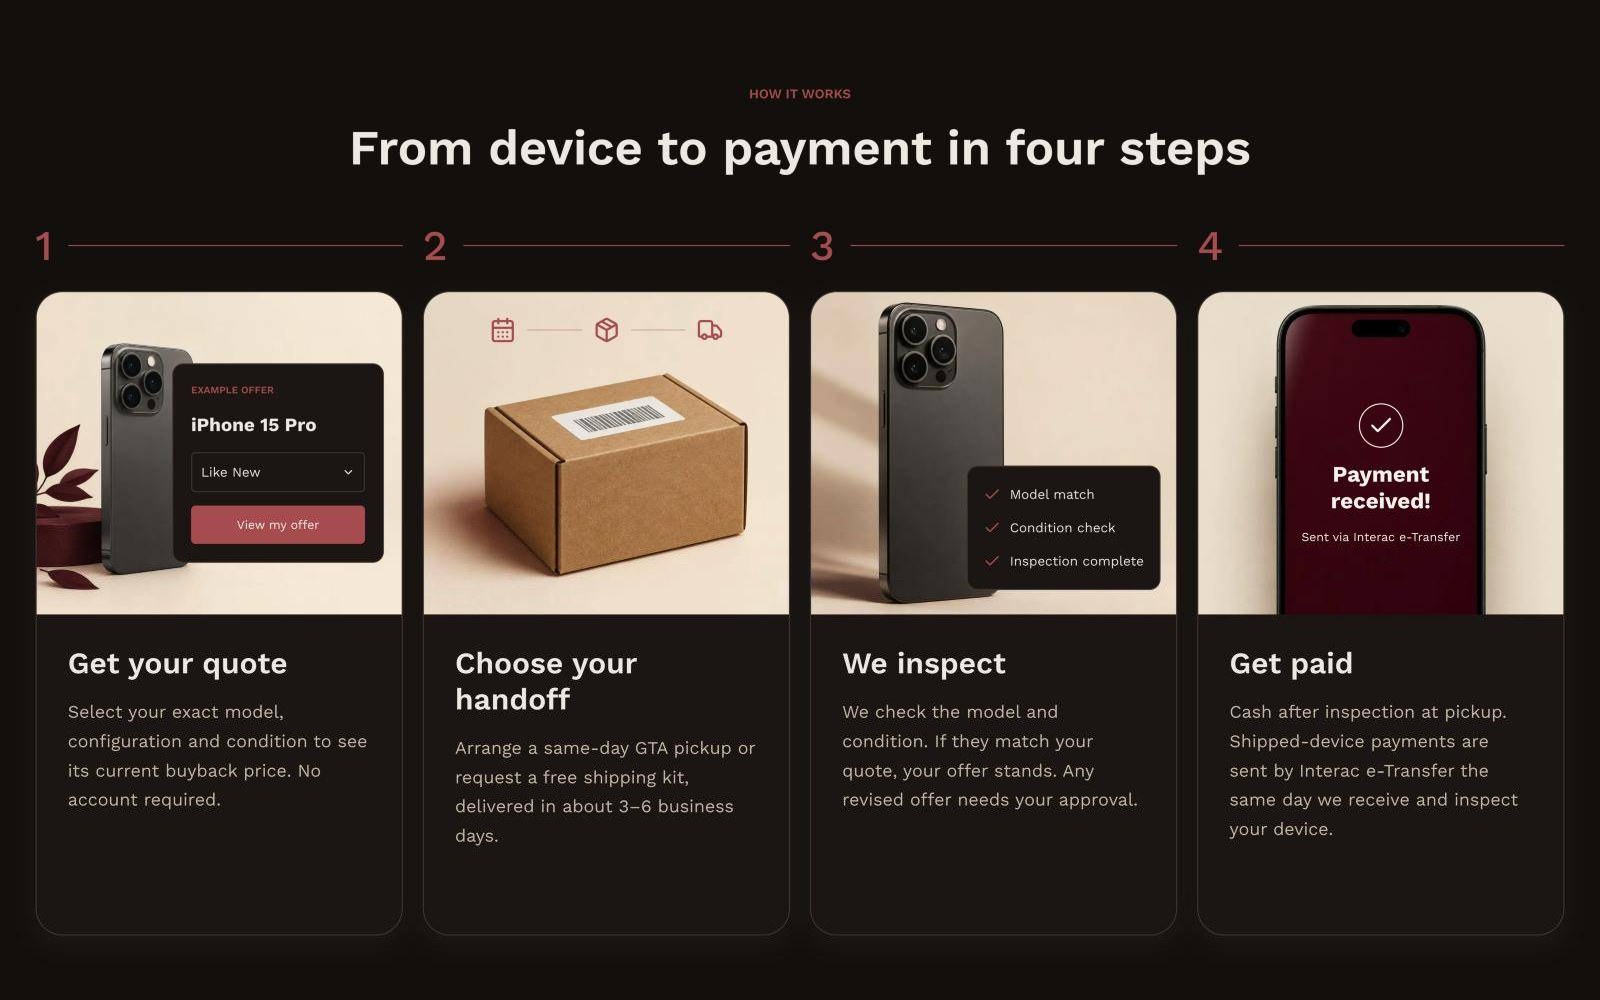 HOW IT WORKS
From device to payment in four steps
1
2
3
4
EXAMPLE OFFER
iPhone 15 Pro
Like New
View my offer
Model match
Condition check
Inspection complete
Payment
received!
Sent via Interac e-Transfer
Get your quote
Select your exact model,
configuration and condition to see
its current buyback price. No
account required.
Choose your
handoff
Arrange a same-day GTA pickup or
request a free shipping kit,
delivered in about 3–6 business
days.
We inspect
We check the model and
condition. If they match your
quote, your offer stands. Any
revised offer needs your approval.
Get paid
Cash after inspection at pickup.
Shipped-device payments are
sent by Interac e-Transfer the
same day we receive and inspect
your device.